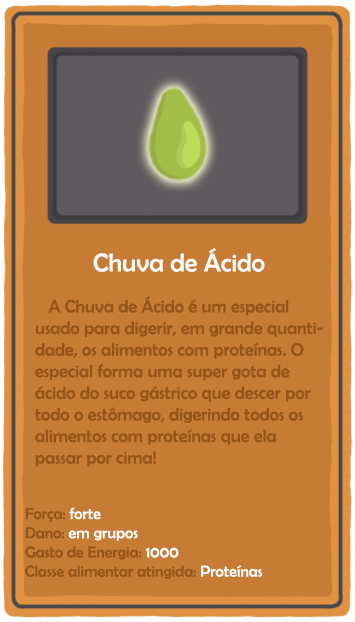 Chuva de Ácido
A Chuva de Ácido é um especial
usado para digerir, em grande quanti-
dade, os alimentos com proteínas. O
especial forma uma super gota de
ácido do suco gástrico que descer por
todo o estômago, digerindo todos os
alimentos com proteínas que ela
passar por cima!
Força: forte
Dano: em grupos
Gasto de Energia: 1000
Classe alimentar atingida: Proteínas